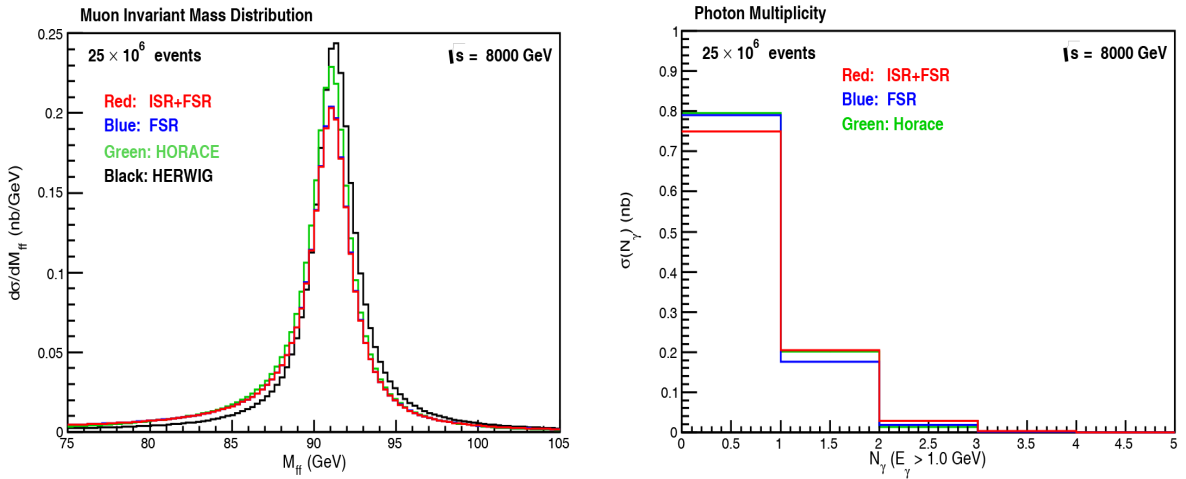 Muon Invariant Mass Distribution
0.25
25 × 10⁶ events
√s = 8000 GeV
Red: ISR+FSR
Blue: FSR
Green: HORACE
Black: HERWIG
0.2
0.15
0.1
0.05
0
dσ/dM_ff (nb/GeV)
75 80 85 90 95 100 105
M_ff (GeV)
Photon Multiplicity
1
25 × 10⁶ events
√s = 8000 GeV
Red: ISR+FSR
Blue: FSR
Green: Horace
0.9
0.8
0.7
0.6
0.5
0.4
0.3
0.2
0.1
0
σ(N_γ) (nb)
0 0.5 1 1.5 2 2.5 3 3.5 4 4.5 5
N_γ (E_γ > 1.0 GeV)